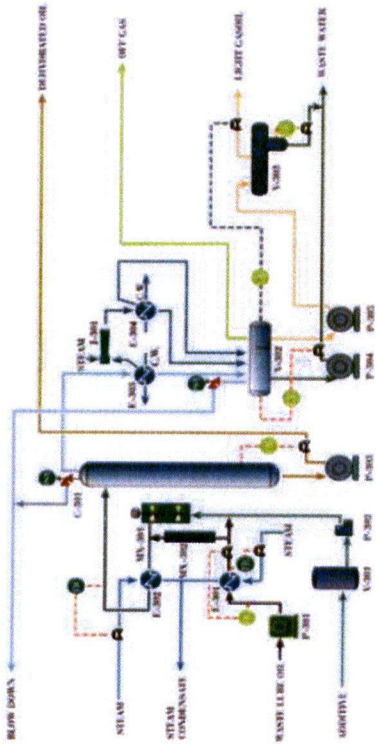 BLOW DOWN
STEAM
STEAM
CONDENSATE
WASTE LUBE OIL
ADDITIVE
C-301
E-302
MX-302
E-301
P-301
V-301
P-302
STEAM
P-303
STEAM
J-301
E-303
C.W.
E-304
C.W.
V-302
P-304
P-305
V-303
DEHYDRATED OIL
OFF GAS
LIGHT GASOIL
WASTE WATER